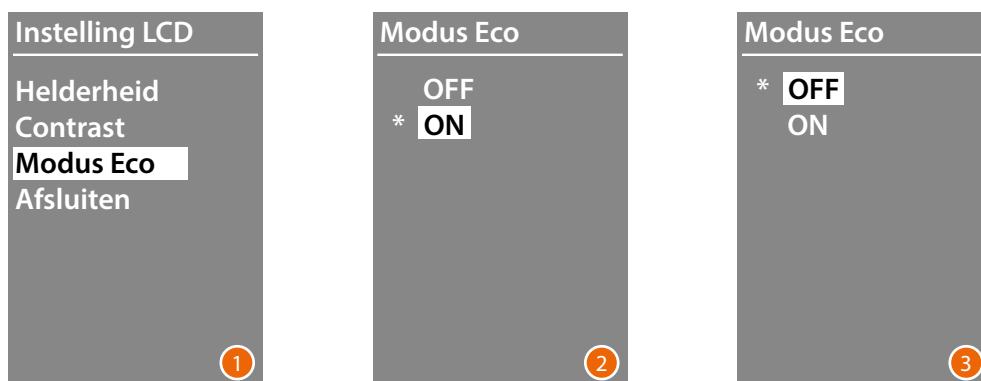 Instelling LCD
Helderheid
Contrast
Modus Eco
Afsluiten
1
Modus Eco
OFF
* ON
2
Modus Eco
* OFF
ON
3